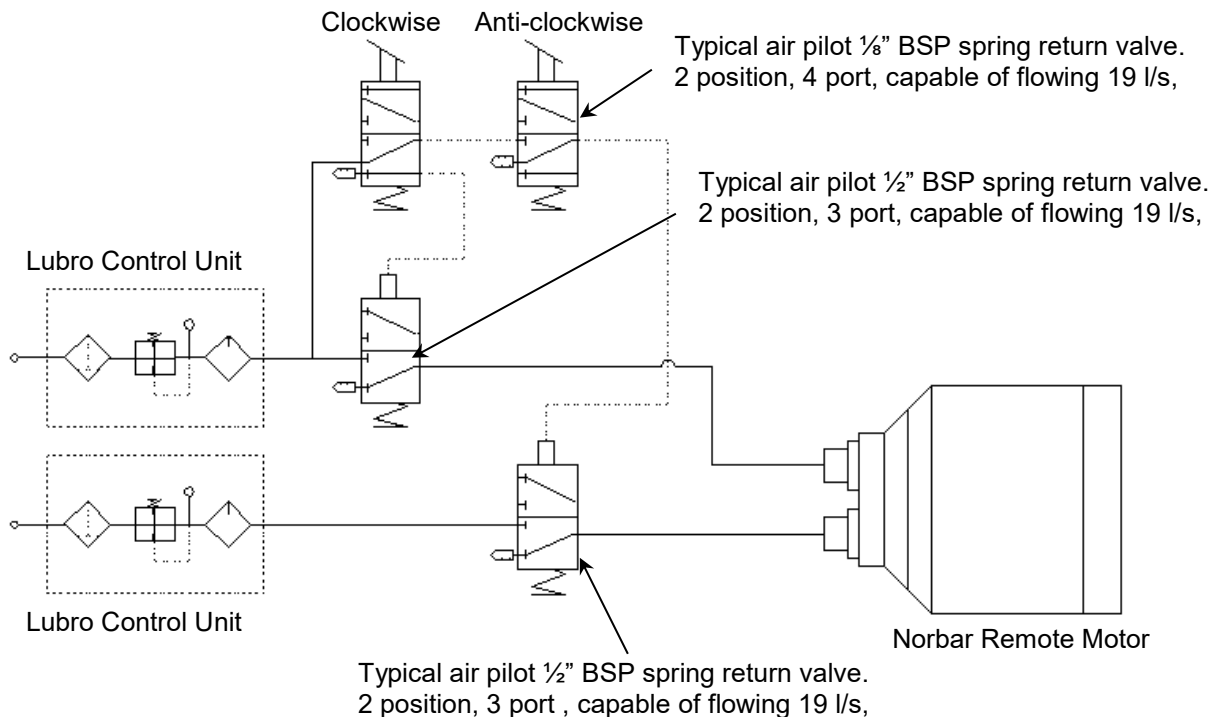 Clockwise
Anti-clockwise
Typical air pilot ⅛” BSP spring return valve.
2 position, 4 port, capable of flowing 19 l/s,
Typical air pilot ½” BSP spring return valve.
2 position, 3 port, capable of flowing 19 l/s,
Lubro Control Unit
Lubro Control Unit
Norbar Remote Motor
Typical air pilot ½” BSP spring return valve.
2 position, 3 port , capable of flowing 19 l/s,